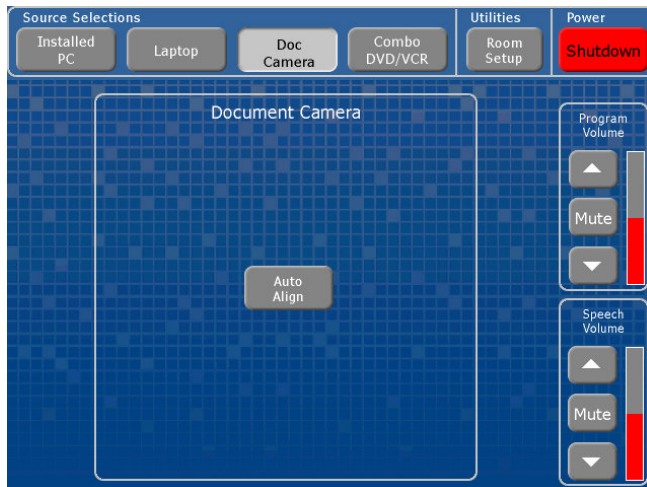 Source Selections
Utilities
Power
Installed
PC
Laptop
Doc
Camera
Combo
DVD/VCR
Room
Setup
Shutdown
Document Camera
Auto
Align
Program
Volume
Mute
Speech
Volume
Mute